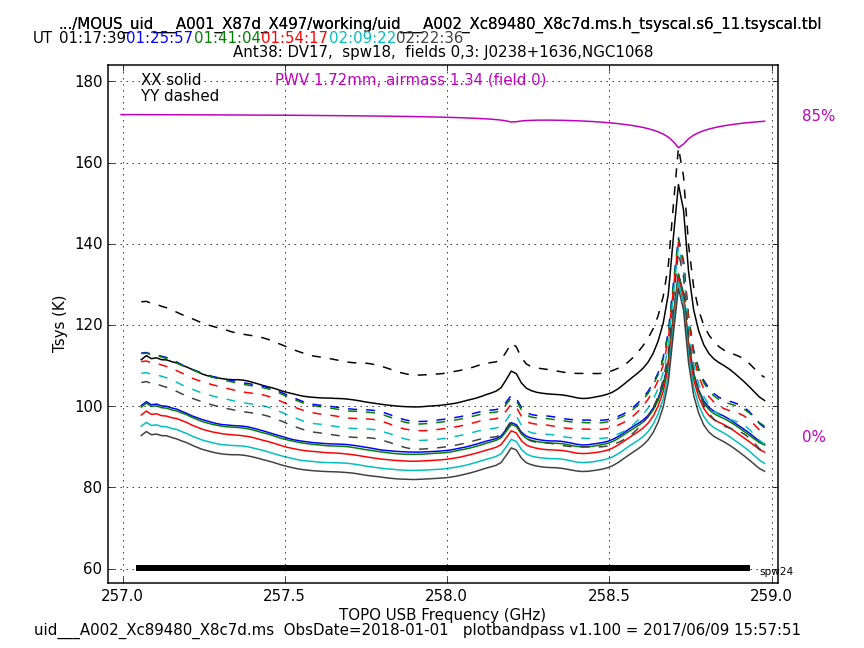 .../MOUS_uid___A001_X87d_X497/working/uid___A002_Xc89480_X8c7d.ms.h_tsyscal.s6_11.tsyscal.tbl
UT 01:17:39 01:25:57 01:41:04 01:54:17 02:09:22 02:22:36
Ant38: DV17,  spw18,  fields 0,3: J0238+1636,NGC1068
XX solid
PWV 1.72mm, airmass 1.34 (field 0)
YY dashed
85%
0%
180
160
140
120
100
80
60
Tsys (K)
spw24
257.0 257.5 258.0 258.5 259.0
TOPO USB Frequency (GHz)
uid___A002_Xc89480_X8c7d.ms  ObsDate=2018-01-01   plotbandpass v1.100 = 2017/06/09 15:57:51